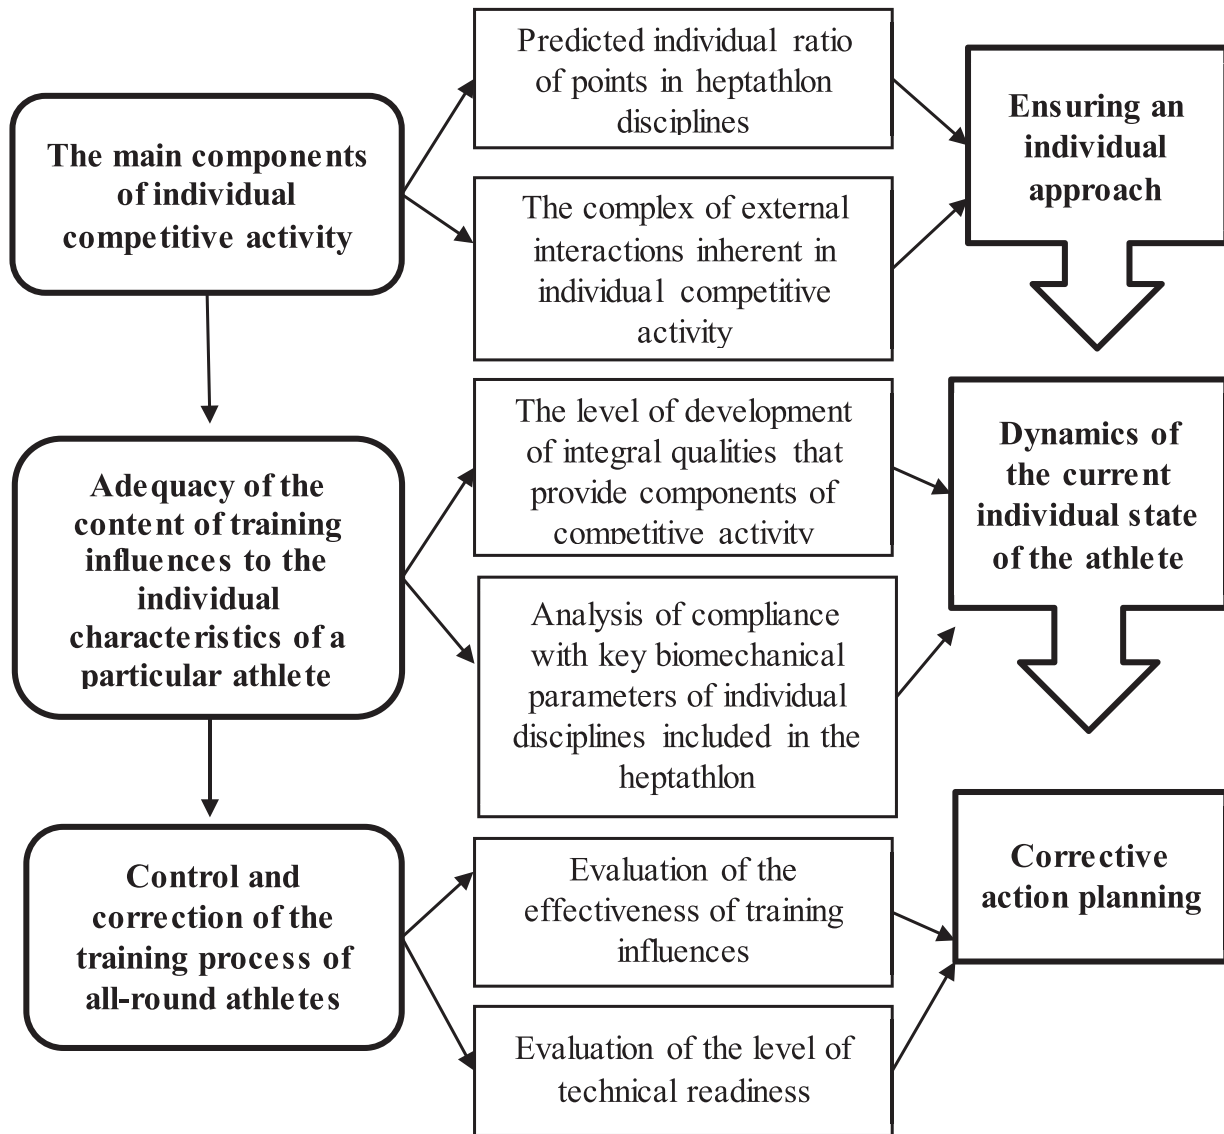 The main components
of individual
competitive activity
Predicted individual ratio
of points in heptathlon
disciplines
The complex of external
interactions inherent in
individual competitive
activity
Ensuring an
individual
approach
Adequacy of the
content of training
influences to the
individual
characteristics of a
particular athlete
The level of development
of integral qualities that
provide components of
competitive activity
Analysis of compliance
with key biomechanical
parameters of individual
disciplines included in the
heptathlon
Dynamics of
the current
individual state
of the athlete
Control and
correction of the
training process of
all-round athletes
Evaluation of the
effectiveness of training
influences
Evaluation of the level of
technical readiness
Corrective
action planning